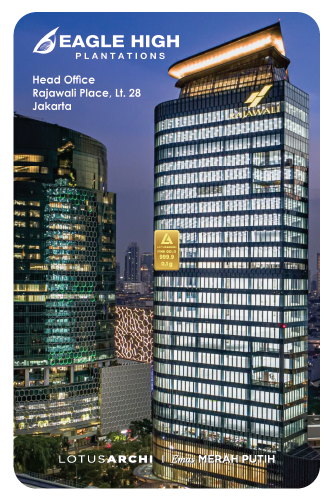 EAGLE HIGH
PLANTATIONS
Head Office
Rajawali Place, Lt. 28
Jakarta
RAJAWALI
FINE GOLD
999.9
0.1 g
LOTUSARCHI | Emas MERAH PUTIH